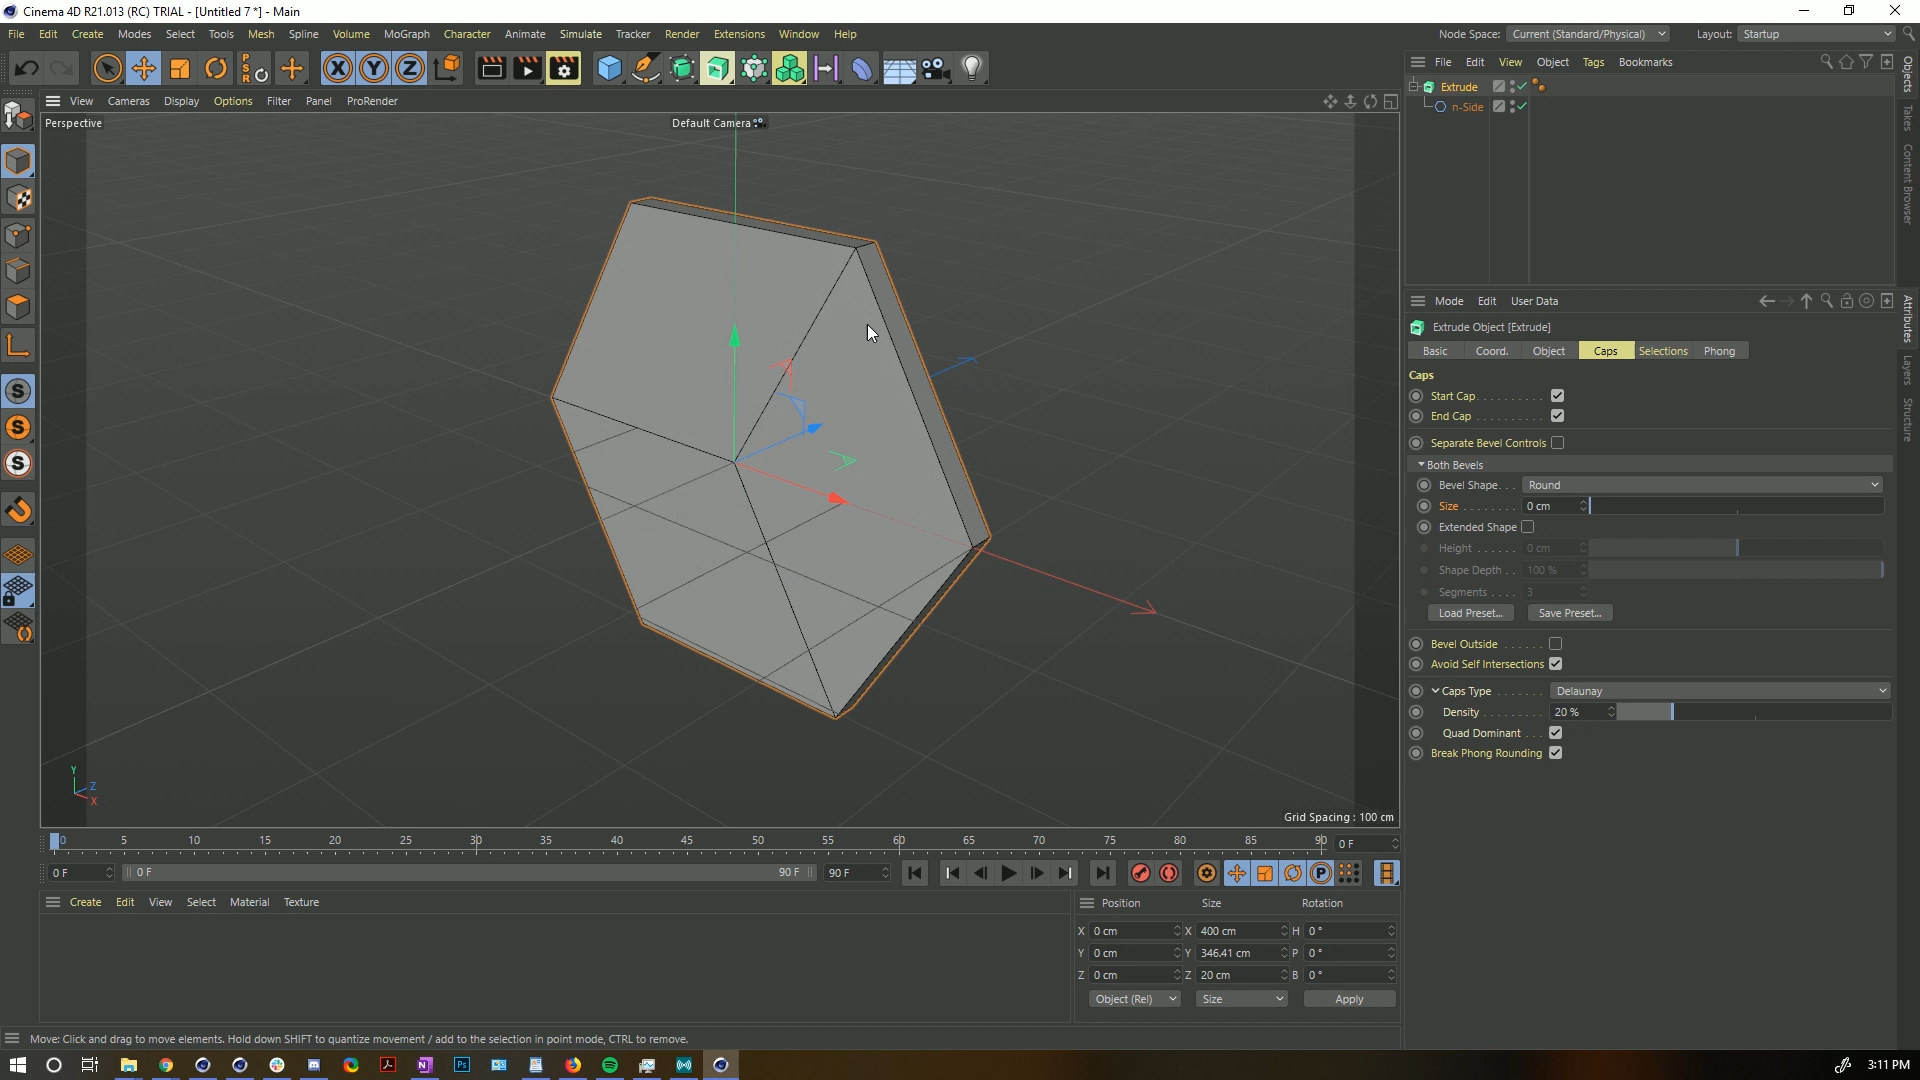 Cinema 4D R21.013 (RC) TRIAL - [Untitled 7 *] - Main
File Edit Create Modes Select Tools Mesh Spline Volume MoGraph Character Animate Simulate Tracker Render Extensions Window Help
Node Space: Current (Standard/Physical) Layout: Startup
File Edit View Object Tags Bookmarks
Extrude
n-Side
Objects
Takes
Content Browser
View Cameras Display Options Filter Panel ProRender
Perspective
Default Camera
Mode Edit User Data
Extrude Object [Extrude]
Basic Coord. Object Caps Selections Phong
Caps
Start Cap
End Cap
Separate Bevel Controls
Both Bevels
Bevel Shape Round
Size 0 cm
Extended Shape
Height 0 cm
Shape Depth 100 %
Segments 3
Load Preset... Save Preset...
Bevel Outside
Avoid Self Intersections
Caps Type Delaunay
Density 20 %
Quad Dominant
Break Phong Rounding
Attributes
Layers
Structure
Y
Z
X
Grid Spacing : 100 cm
0 5 10 15 20 25 30 35 40 45 50 55 60 65 70 75 80 85 90 0 F
0 F 0 F 90 F 90 F
Create Edit View Select Material Texture
Position Size Rotation
X 0 cm X 400 cm H 0 °
Y 0 cm Y 346.41 cm P 0 °
Z 0 cm Z 20 cm B 0 °
Object (Rel) Size Apply
Move: Click and drag to move elements. Hold down SHIFT to quantize movement / add to the selection in point mode, CTRL to remove.
3:11 PM